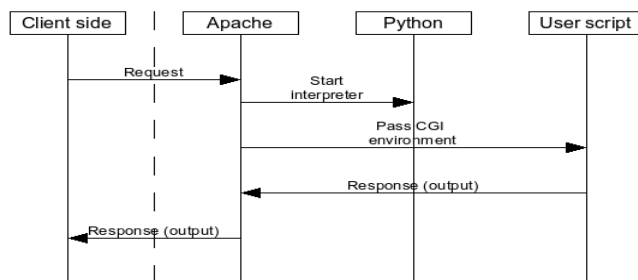 Client side Apache Python User script
Request
Start
interpreter
Pass CGI
environment
Response (output)
Response (output)